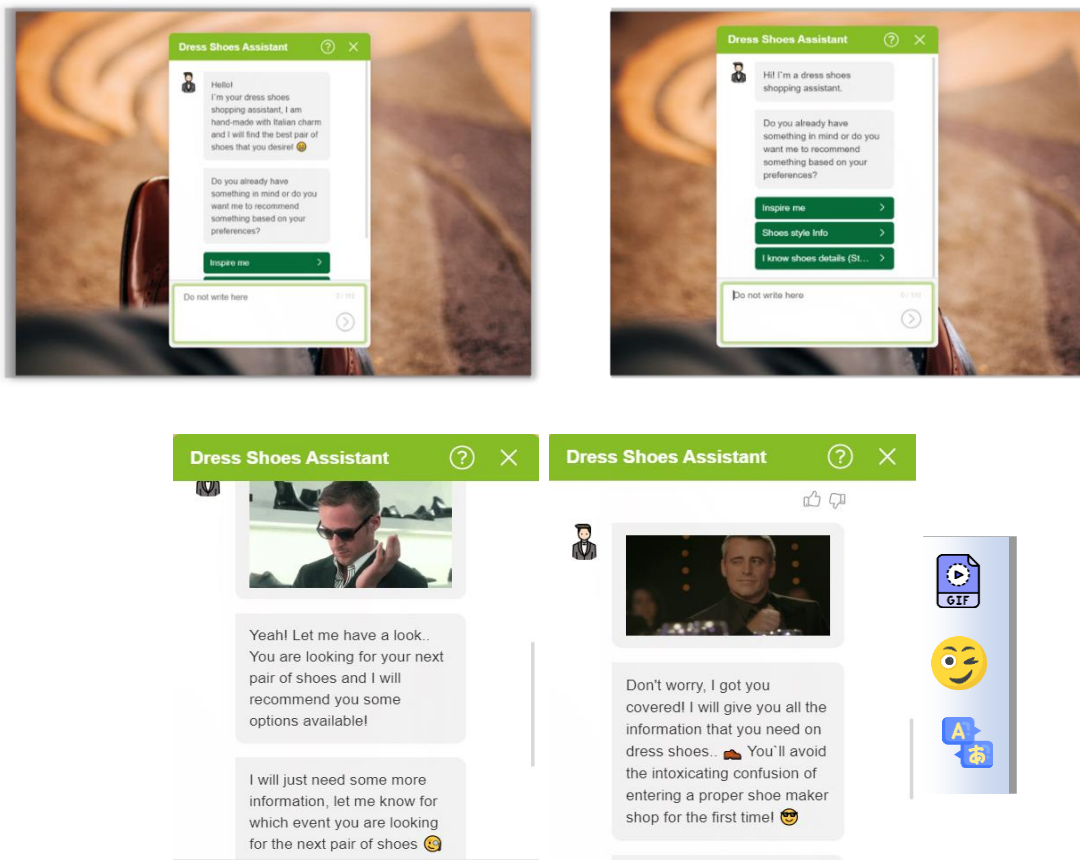 Dress Shoes Assistant
Hello!
I`m your dress shoes
shopping assistant, I am
hand-made with Italian charm
and I will find the best pair of
shoes that you desire!
Do you already have
something in mind or do you
want me to recommend
something based on your
preferences?
Inspire me
Do not write here
Dress Shoes Assistant
Hi! I`m a dress shoes
shopping assistant.
Do you already have
something in mind or do you
want me to recommend
something based on your
preferences?
Inspire me
Shoes style Info
I know shoes details (St...
Do not write here
Dress Shoes Assistant
Yeah! Let me have a look..
You are looking for your next
pair of shoes and I will
recommend you some
options available!
I will just need some more
information, let me know for
which event you are looking
for the next pair of shoes
Dress Shoes Assistant
Don't worry, I got you
covered! I will give you all the
information that you need on
dress shoes.. You`ll avoid
the intoxicating confusion of
entering a proper shoe maker
shop for the first time!
GIF
A
あ